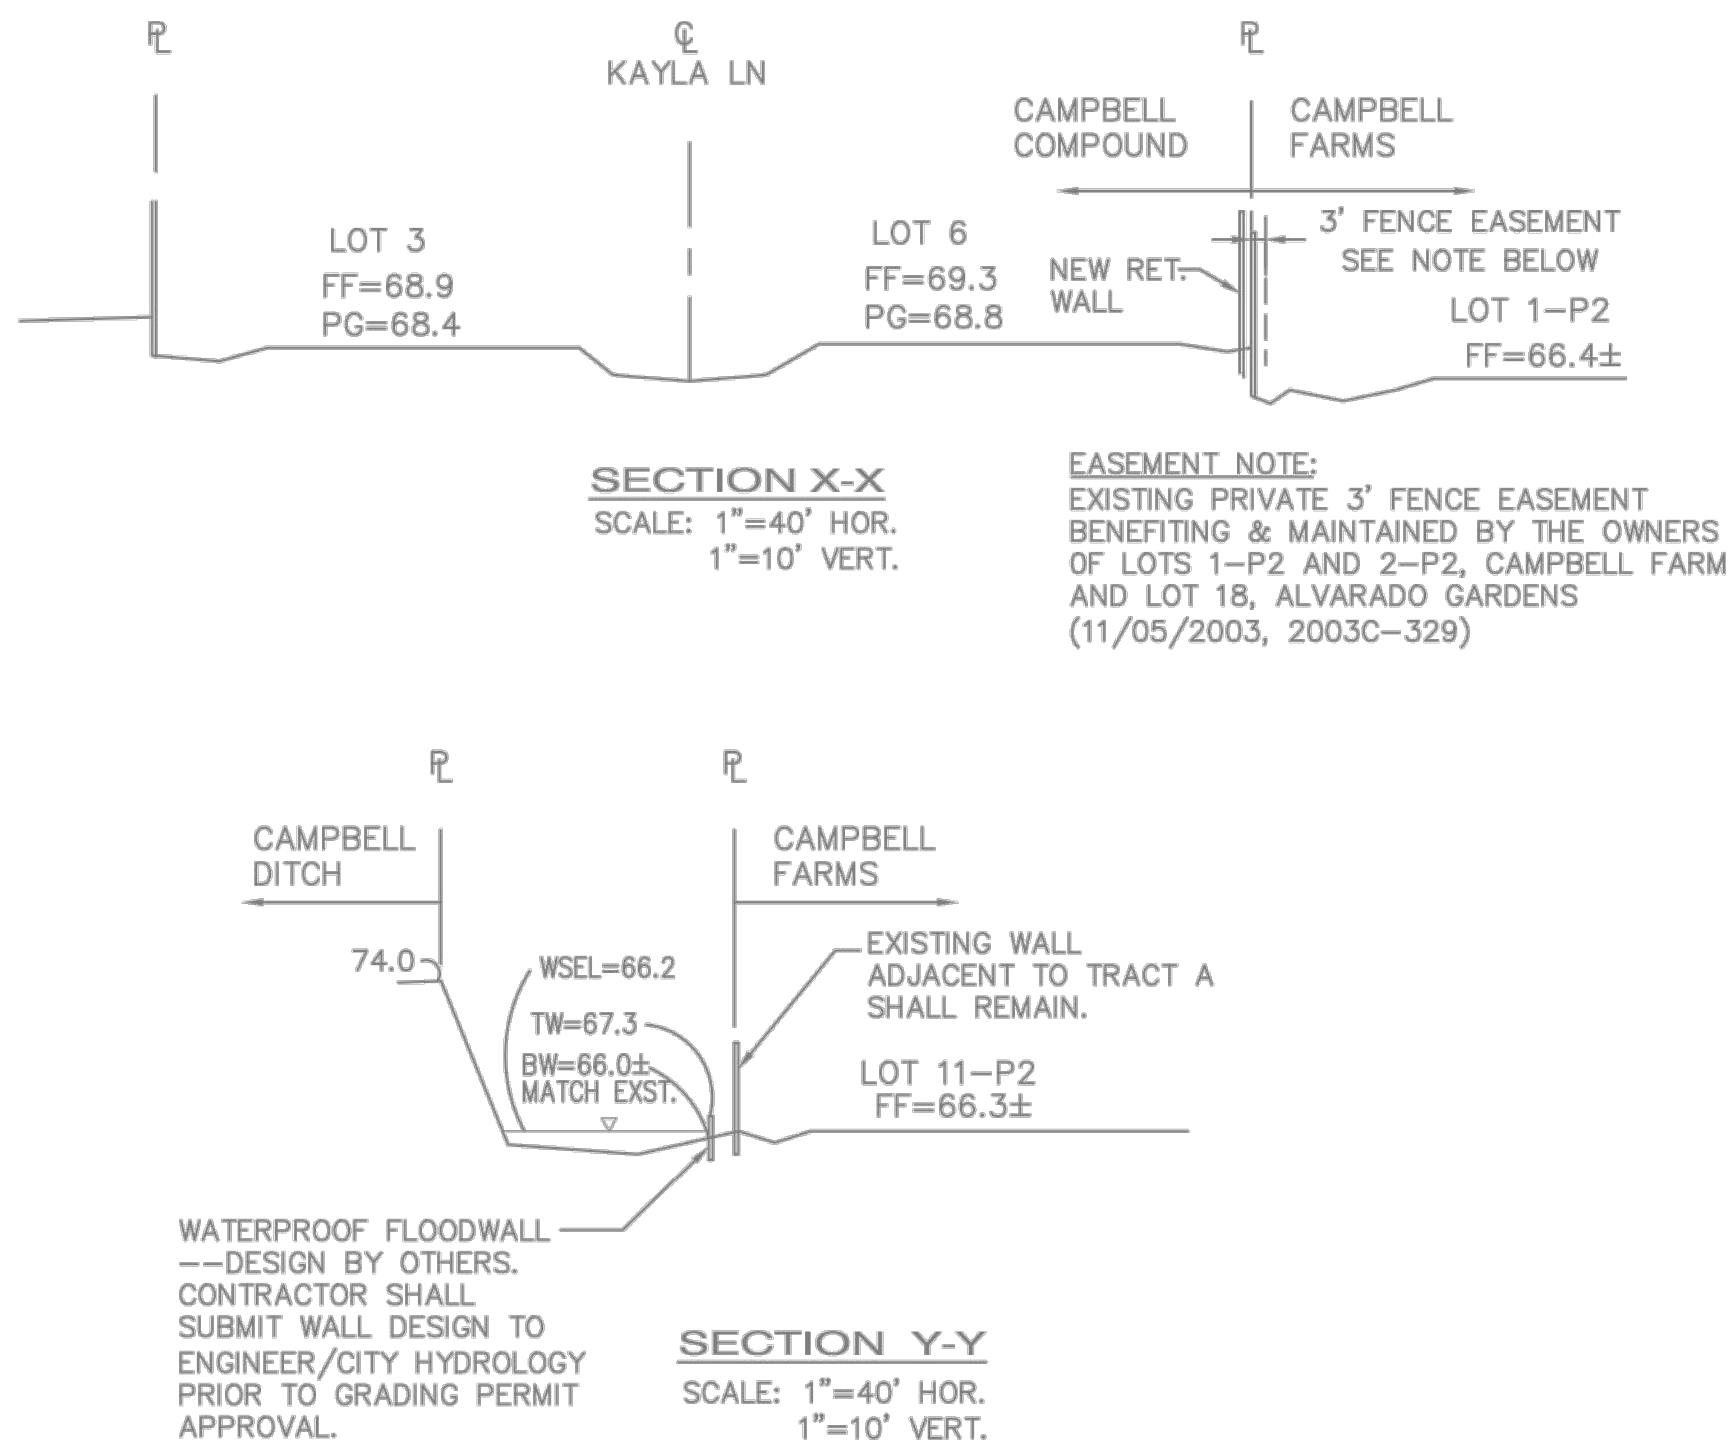 ℄
KAYLA LN
PL
PL
CAMPBELL
COMPOUND
CAMPBELL
FARMS
LOT 3
FF=68.9
PG=68.4
LOT 6
FF=69.3
PG=68.8
NEW RET.
WALL
3' FENCE EASEMENT
SEE NOTE BELOW
LOT 1-P2
FF=66.4±
SECTION X-X
SCALE: 1"=40' HOR.
1"=10' VERT.
EASEMENT NOTE:
EXISTING PRIVATE 3' FENCE EASEMENT
BENEFITING & MAINTAINED BY THE OWNERS
OF LOTS 1-P2 AND 2-P2, CAMPBELL FARM
AND LOT 18, ALVARADO GARDENS
(11/05/2003, 2003C-329)
PL
PL
CAMPBELL
DITCH
CAMPBELL
FARMS
74.0
WSEL=66.2
TW=67.3
BW=66.0±
MATCH EXST.
EXISTING WALL
ADJACENT TO TRACT A
SHALL REMAIN.
LOT 11-P2
FF=66.3±
WATERPROOF FLOODWALL
--DESIGN BY OTHERS.
CONTRACTOR SHALL
SUBMIT WALL DESIGN TO
ENGINEER/CITY HYDROLOGY
PRIOR TO GRADING PERMIT
APPROVAL.
SECTION Y-Y
SCALE: 1"=40' HOR.
1"=10' VERT.